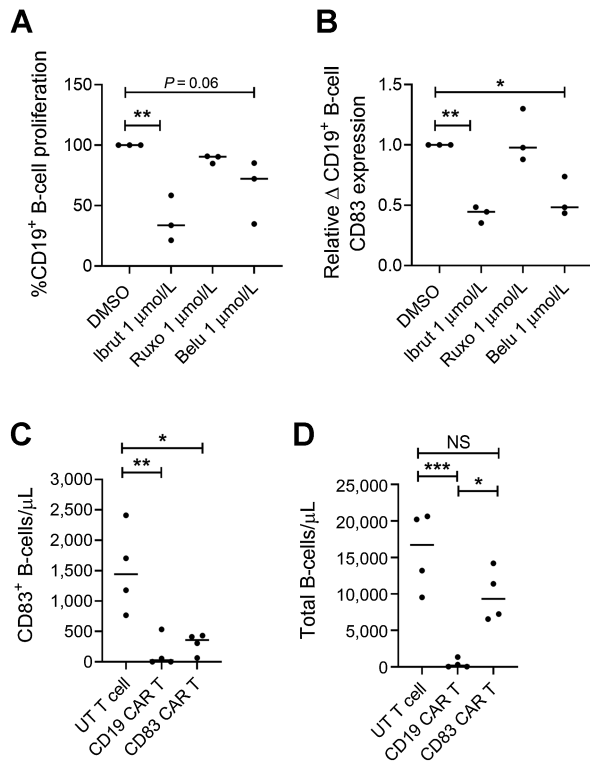 A
%CD19+ B-cell proliferation
150
100
50
0
P = 0.06
**
DMSO
Ibrut 1 μmol/L
Ruxo 1 μmol/L
Belu 1 μmol/L
B
Relative Δ CD19+ B-cell
CD83 expression
1.5
1.0
0.5
0.0
*
**
DMSO
Ibrut 1 μmol/L
Ruxo 1 μmol/L
Belu 1 μmol/L
C
CD83+ B-cells/μL
3,000
2,500
2,000
1,500
1,000
500
0
*
**
UT T cell
CD19 CAR T
CD83 CAR T
D
Total B-cells/μL
25,000
20,000
15,000
10,000
5,000
0
NS
***
*
UT T cell
CD19 CAR T
CD83 CAR T